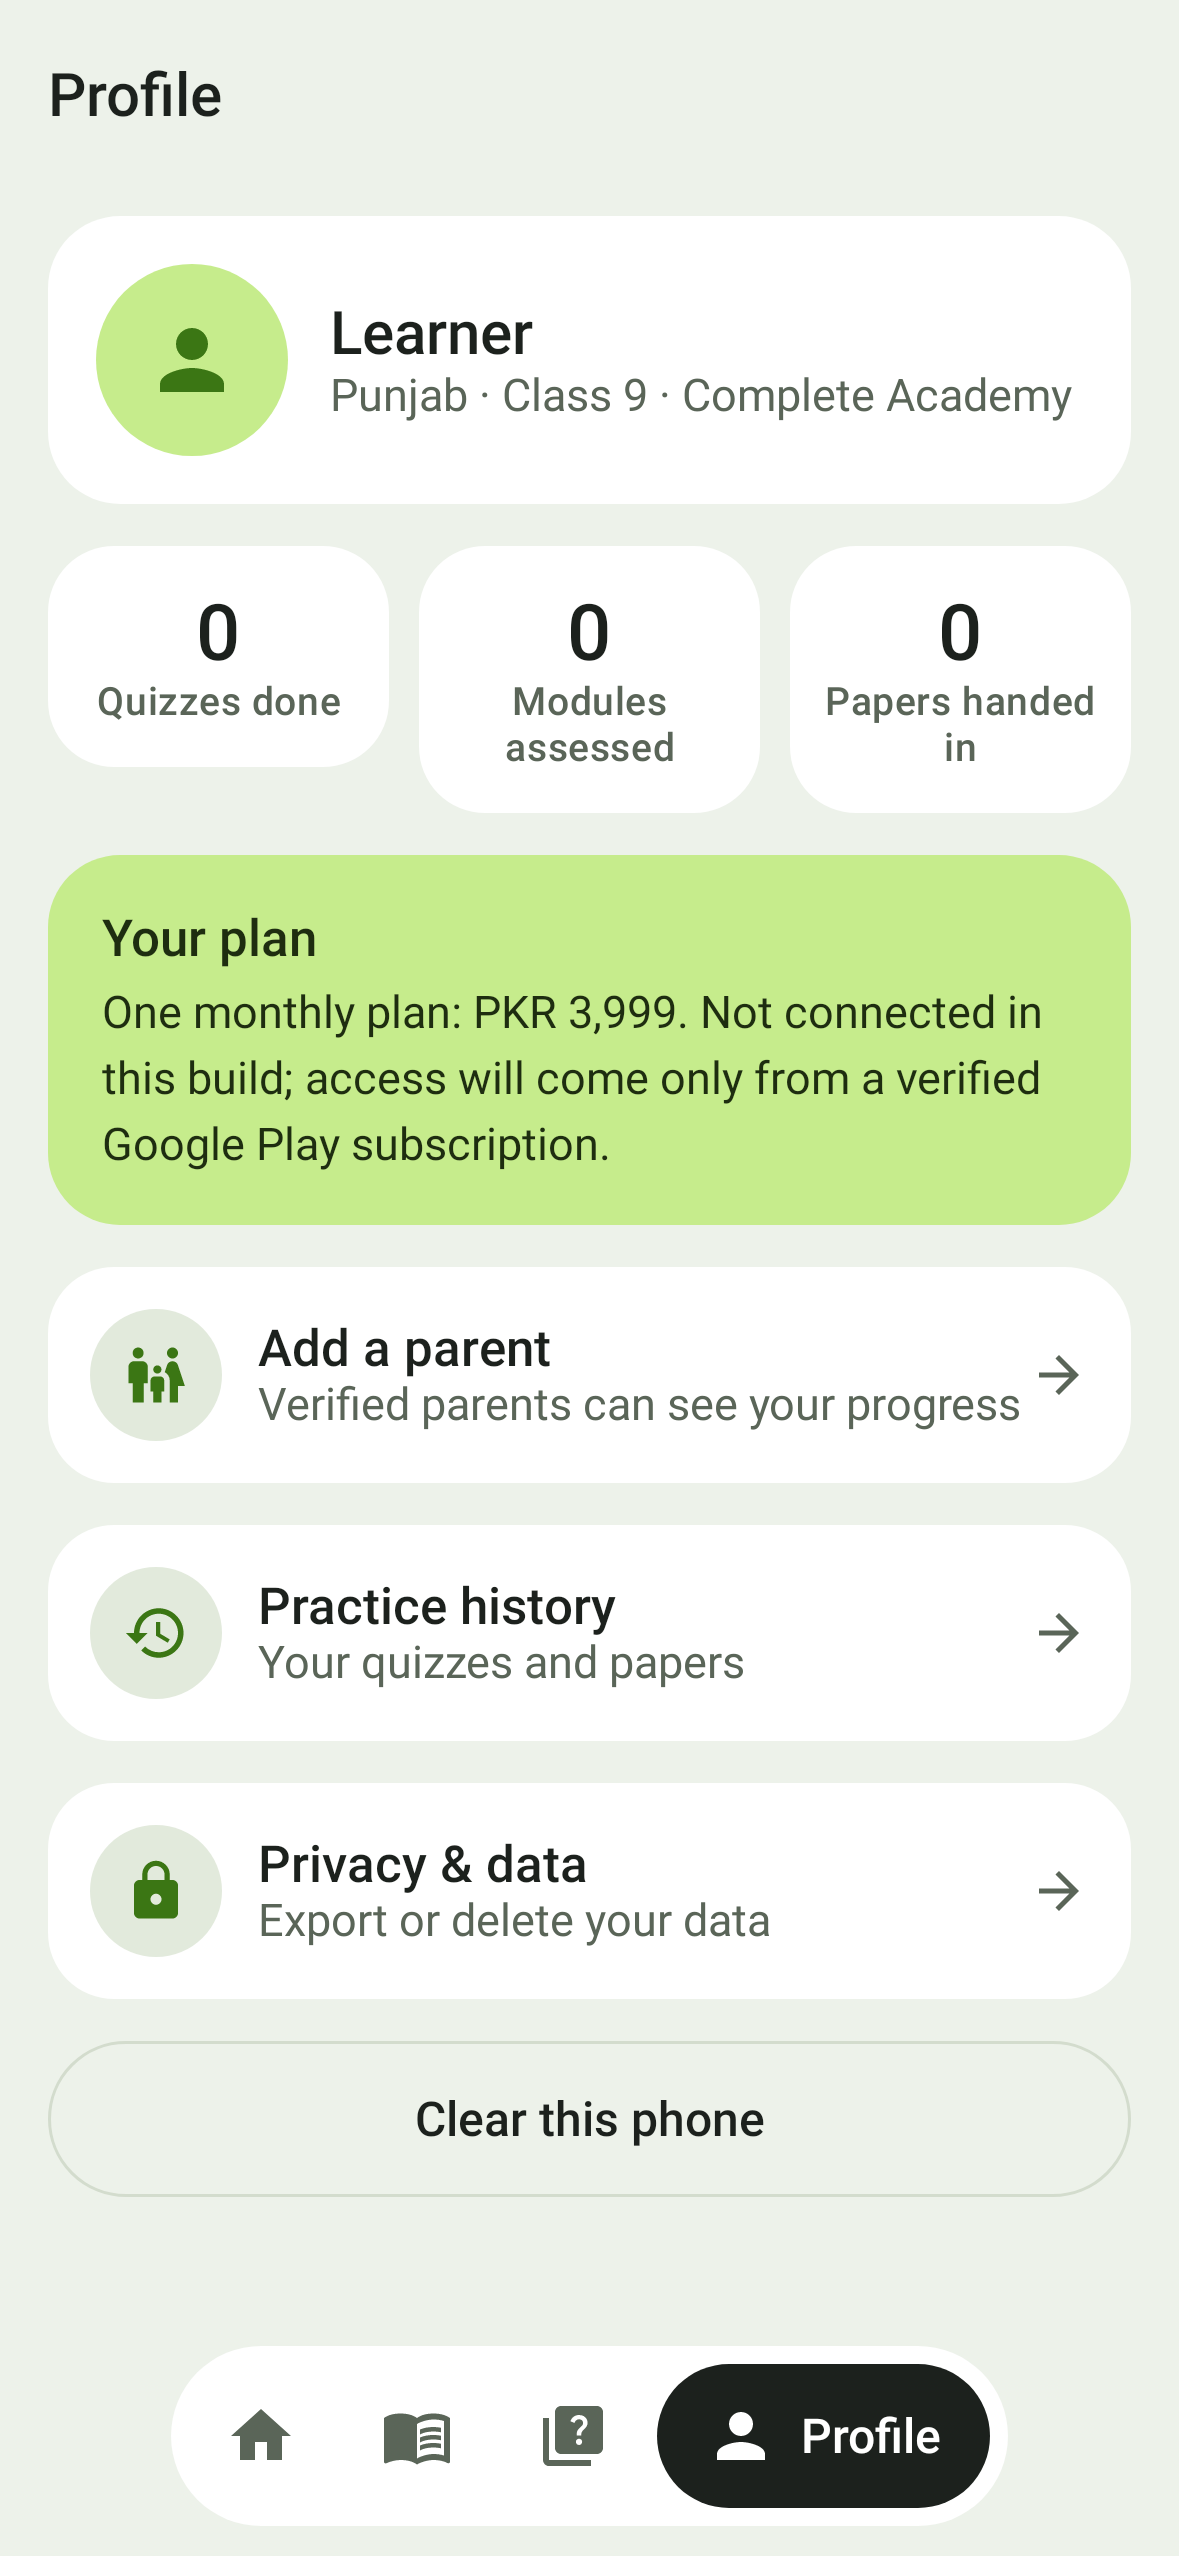 Profile
Learner
Punjab · Class 9 · Complete Academy
0
Quizzes done
0
Modules
assessed
0
Papers handed
in
Your plan
One monthly plan: PKR 3,999. Not connected in
this build; access will come only from a verified
Google Play subscription.
Add a parent
Verified parents can see your progress
Practice history
Your quizzes and papers
Privacy & data
Export or delete your data
Clear this phone
?
Profile